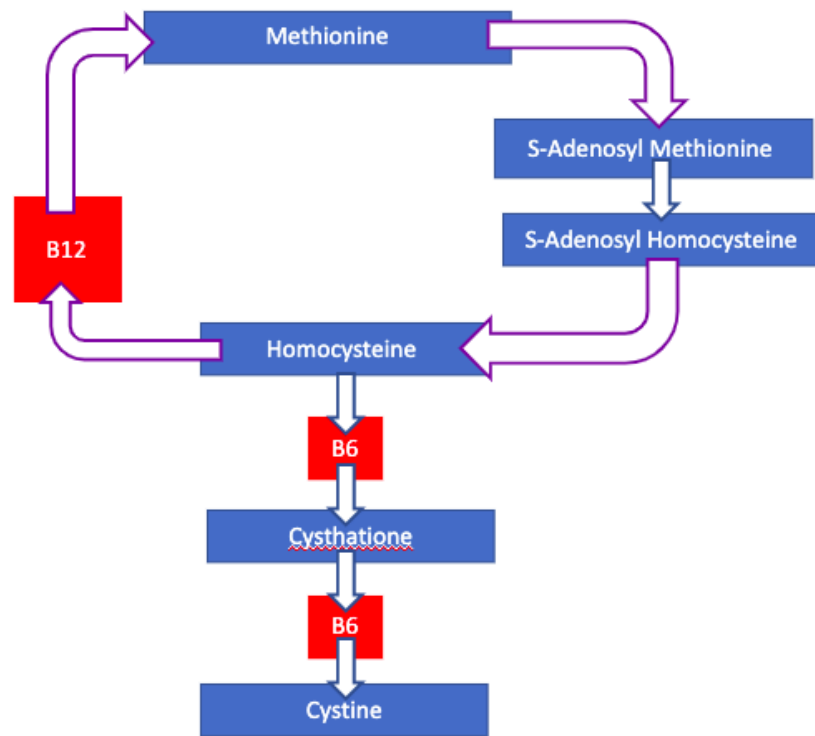 Methionine
S-Adenosyl Methionine
B12
S-Adenosyl Homocysteine
Homocysteine
B6
Cysthatione
B6
Cystine